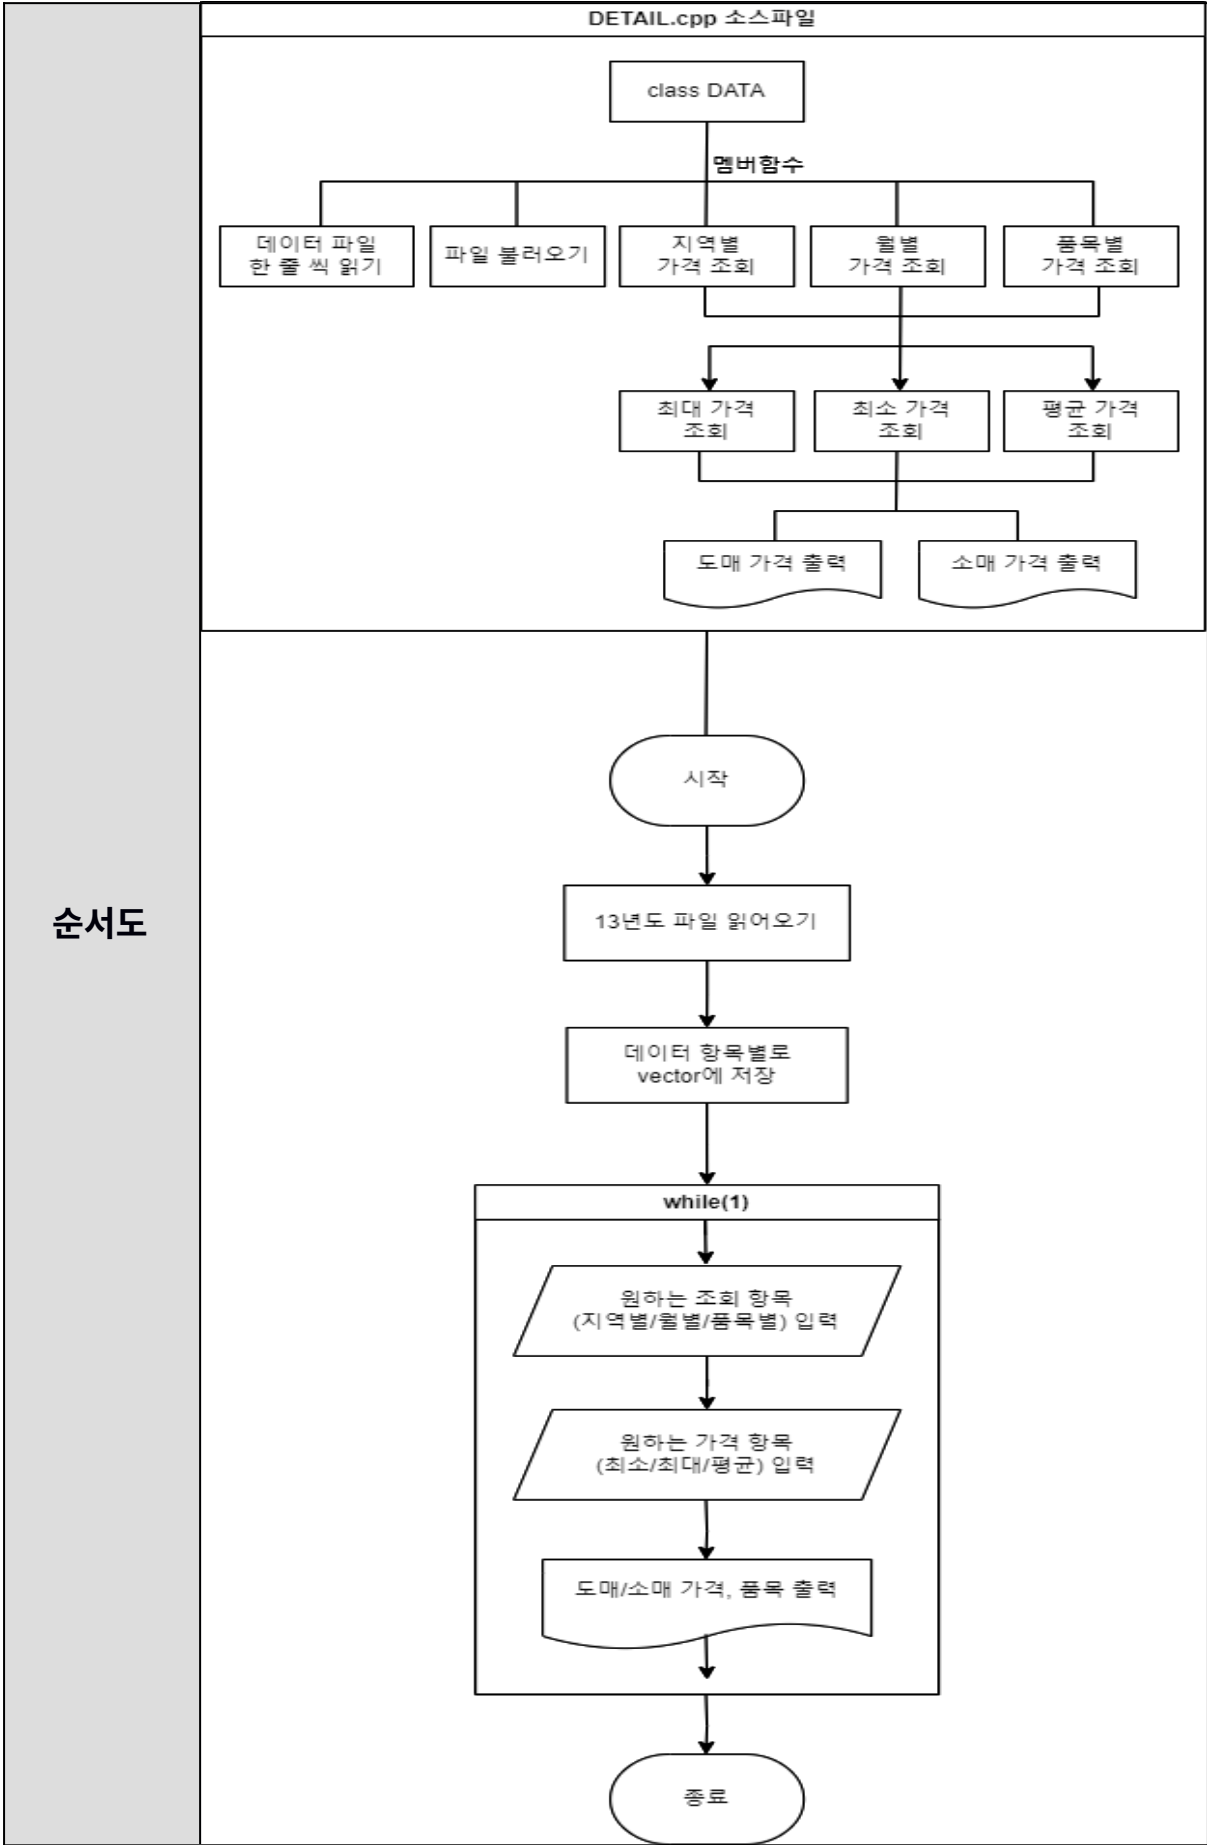 DETAIL.cpp 소스파일
class DATA
멤버함수
데이터 파일
한 줄 씩 읽기
파일 불러오기
지역별
가격 조회
월별
가격 조회
품목별
가격 조회
최대 가격
조회
최소 가격
조회
평균 가격
조회
도매 가격 출력
소매 가격 출력
시작
순서도
13년도 파일 읽어오기
데이터 항목별로
vector에 저장
while(1)
원하는 조회 항목
(지역별/월별/품목별) 입력
원하는 가격 항목
(최소/최대/평균) 입력
도매/소매 가격, 품목 출력
종료